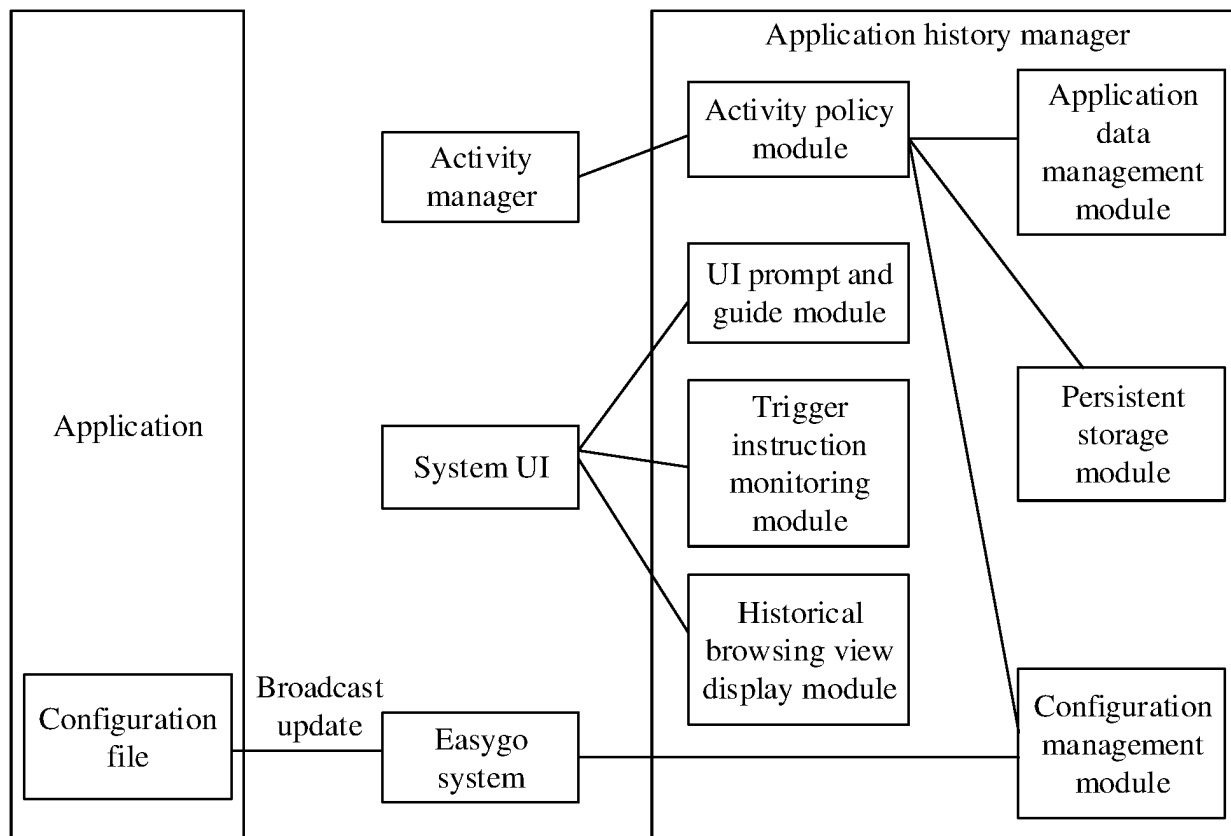 Application history manager
Activity policy
module
Application
data
management
module
Activity
manager
UI prompt and
guide module
Application
System UI
Trigger
instruction
monitoring
module
Persistent
storage
module
Historical
browsing view
display module
Configuration
file
Broadcast
update
Easygo
system
Configuration
management
module